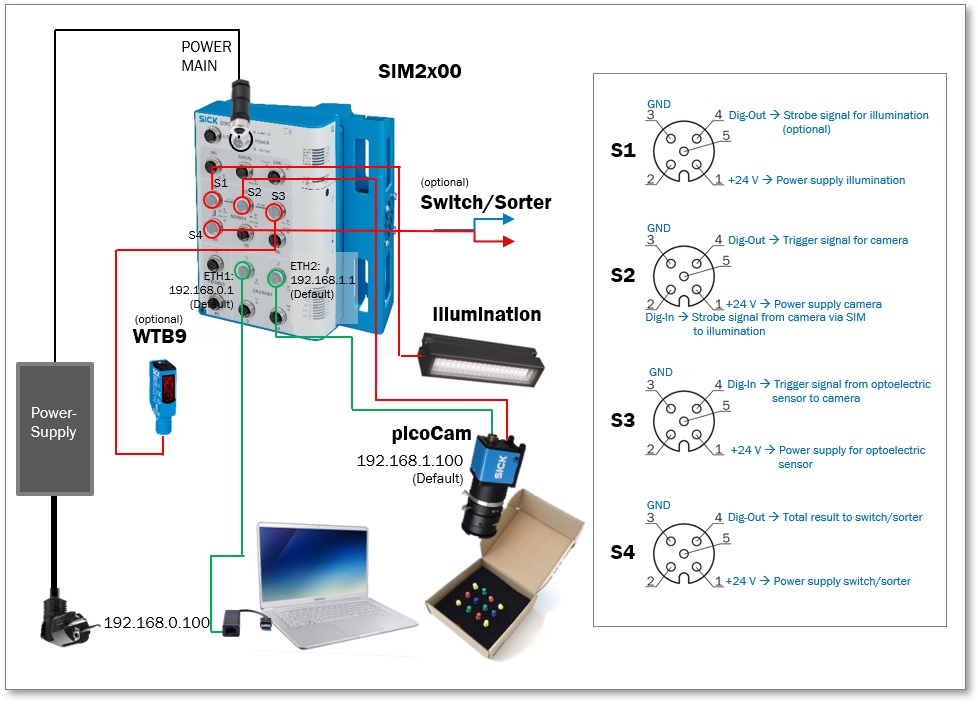 POWER
MAIN
SIM2x00
SICK
S1
S2
S3
S4
ETH1:
192.168.0.1
(Default)
ETH2:
192.168.1.1
(Default)
(optional)
Switch/Sorter
(optional)
WTB9
Illumination
Power-
Supply
picoCam
192.168.1.100
(Default)
SICK
192.168.0.100
S1
GND
3
4
Dig-Out → Strobe signal for illumination
(optional)
5
2
1
+24 V → Power supply illumination
S2
GND
3
4
Dig-Out → Trigger signal for camera
5
2
1
+24 V → Power supply camera
Dig-In → Strobe signal from camera via SIM
to illumination
S3
GND
3
4
Dig-In → Trigger signal from optoelectric
sensor to camera
5
2
1
+24 V → Power supply for optoelectric
sensor
S4
GND
3
4
Dig-Out → Total result to switch/sorter
5
2
1
+24 V → Power supply switch/sorter